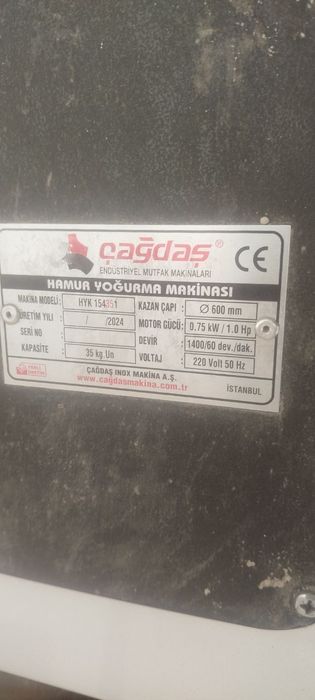 çağdaş®
ENDÜSTRİYEL MUTFAK MAKİNALARI
CE
HAMUR YOĞURMA MAKİNASI
MAKİNA MODELİ: HYK 154351 KAZAN ÇAPI : Ø 600 mm
ÜRETİM YILI : / /2024 MOTOR GÜCÜ: 0.75 kW / 1.0 Hp
SERİ NO DEVİR : 1400/60 dev./dak.
KAPASİTE : 35 kg.Un VOLTAJ : 220 Volt 50 Hz
ÇAĞDAŞ INOX MAKİNA A.Ş.
www.cagdasmakina.com.tr İSTANBUL